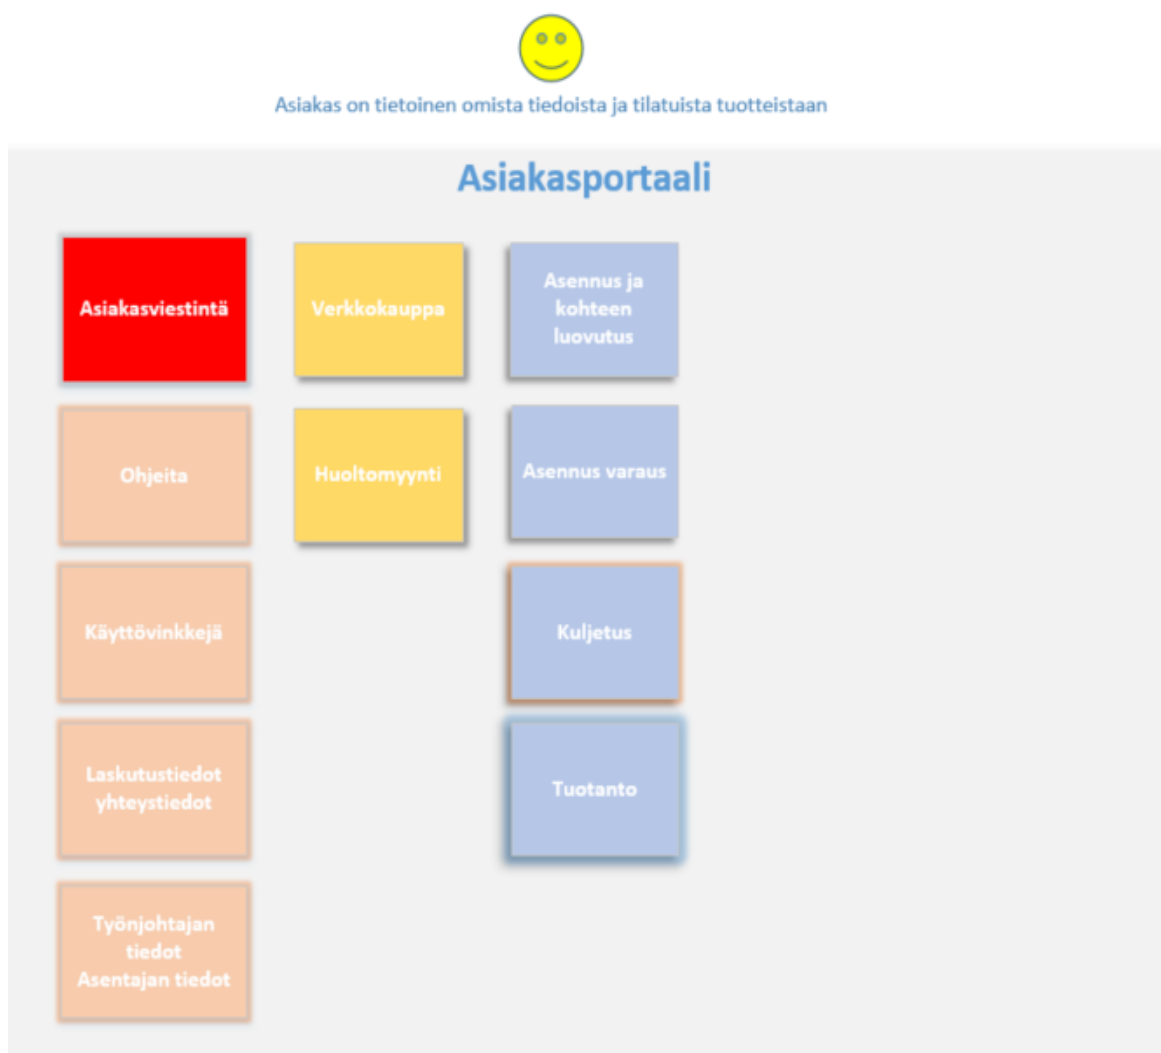 Asiakas on tietoinen omista tiedoista ja tilatuista tuotteistaan
Asiakasportaali
Asiakasviestintä
Verkkokauppa
Asennus ja
kohteen
luovutus
Ohjeita
Huoltomyynti
Asennus varaus
Käyttövinkkejä
Kuljetus
Laskutustiedot
yhteystiedot
Tuotanto
Työnjohtajan
tiedot
Asentajan tiedot